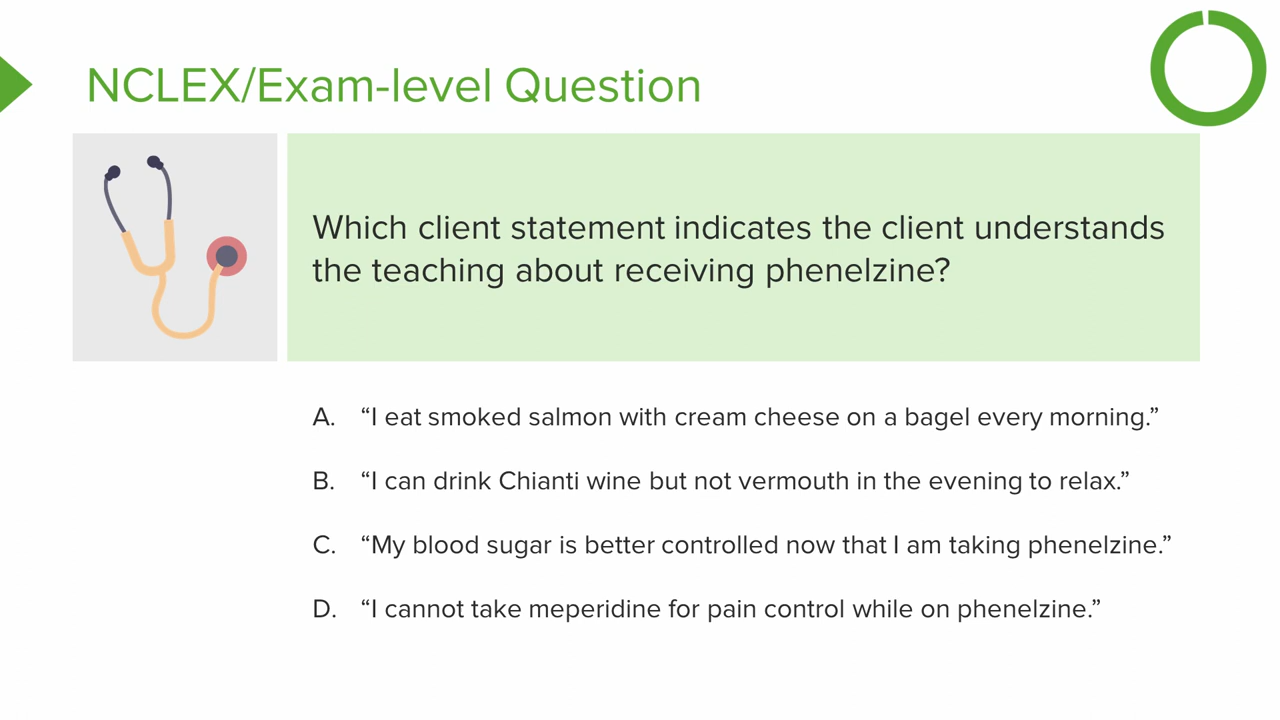 NCLEX/Exam-level Question
Which client statement indicates the client understands
the teaching about receiving phenelzine?
A. “I eat smoked salmon with cream cheese on a bagel every morning.”
B. “I can drink Chianti wine but not vermouth in the evening to relax.”
C. “My blood sugar is better controlled now that I am taking phenelzine.”
D. “I cannot take meperidine for pain control while on phenelzine.”